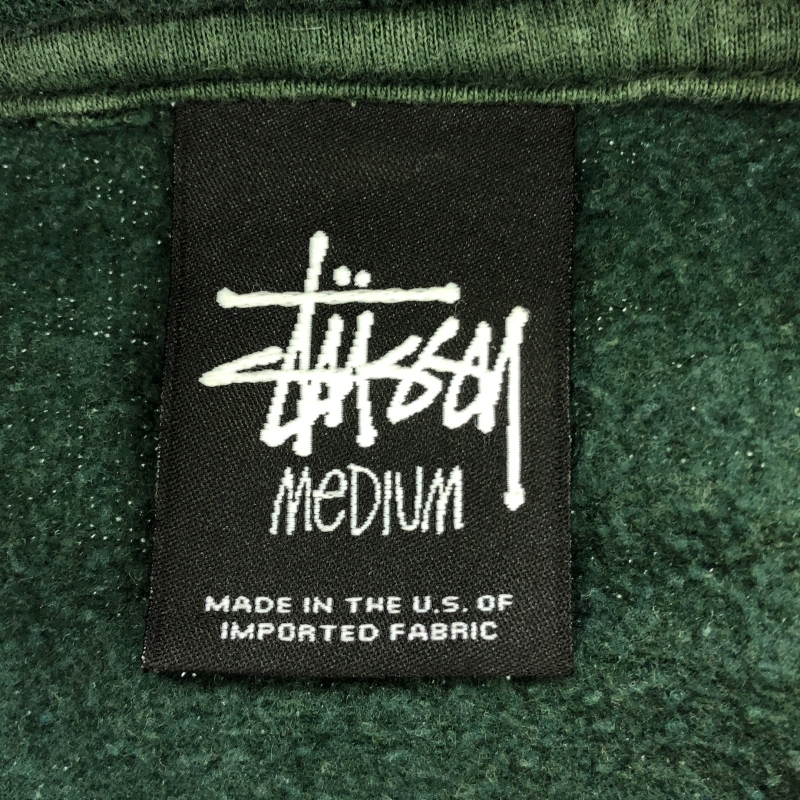 Stüssy
MeDIUM
MADE IN THE U.S. OF
IMPORTED FABRIC